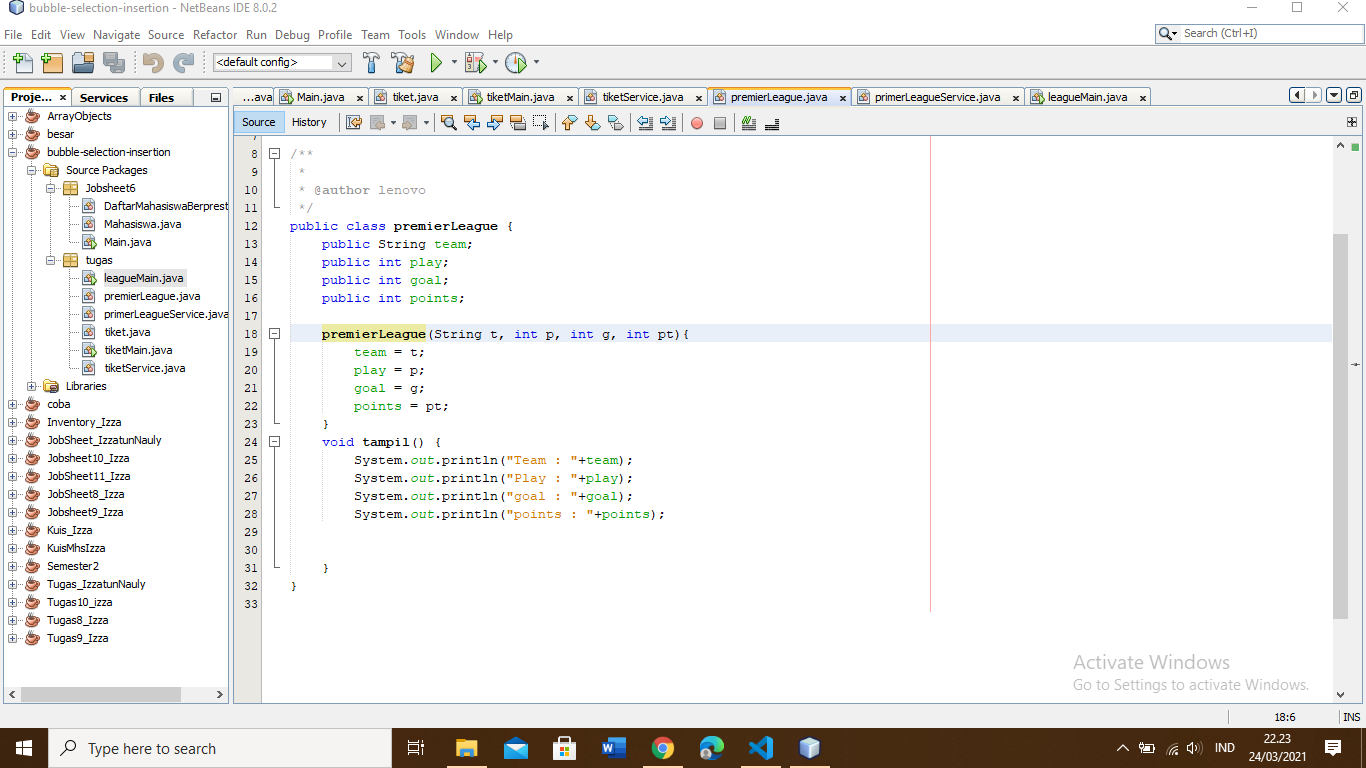 bubble-selection-insertion - NetBeans IDE 8.0.2
File Edit View Navigate Source Refactor Run Debug Profile Team Tools Window Help
Search (Ctrl+I)
<default config>
Proje... × Services Files
...ava Main.java × tiket.java × tiketMain.java × tiketService.java × premierLeague.java × primerLeagueService.java × leagueMain.java ×
Source History
ArrayObjects
besar
bubble-selection-insertion
Source Packages
Jobsheet6
DaftarMahasiswaBerprest
Mahasiswa.java
Main.java
tugas
leagueMain.java
premierLeague.java
primerLeagueService.java
tiket.java
tiketMain.java
tiketService.java
Libraries
coba
Inventory_Izza
JobSheet_IzzatunNauly
Jobsheet10_Izza
JobSheet11_Izza
JobSheet8_Izza
Jobsheet9_Izza
Kuis_Izza
KuisMhsIzza
Semester2
Tugas_IzzatunNauly
Tugas10_izza
Tugas8_Izza
Tugas9_Izza
7
8 /**
9 *
10 * @author lenovo
11 */
12 public class premierLeague {
13 public String team;
14 public int play;
15 public int goal;
16 public int points;
17
18 premierLeague(String t, int p, int g, int pt){
19 team = t;
20 play = p;
21 goal = g;
22 points = pt;
23 }
24 void tampil() {
25 System.out.println("Team : "+team);
26 System.out.println("Play : "+play);
27 System.out.println("goal : "+goal);
28 System.out.println("points : "+points);
29
30
31 }
32 }
33
Activate Windows
Go to Settings to activate Windows.
18:6 INS
Type here to search
IND
22.23
24/03/2021